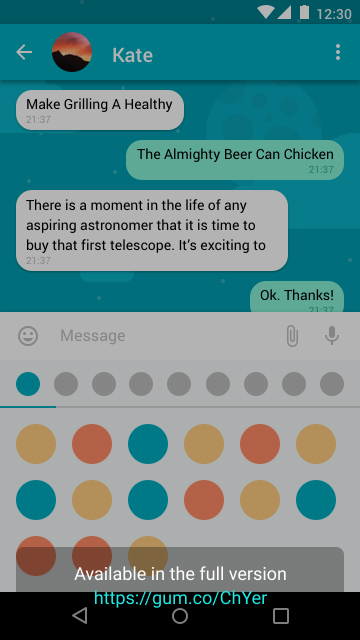 12:30
Kate
Make Grilling A Healthy
21:37
The Almighty Beer Can Chicken
21:37
There is a moment in the life of any
aspiring astronomer that it is time to
buy that first telescope. It's exciting to
21:37
Ok. Thanks!
21:37
Message
Available in the full version
https://gum.co/ChYer